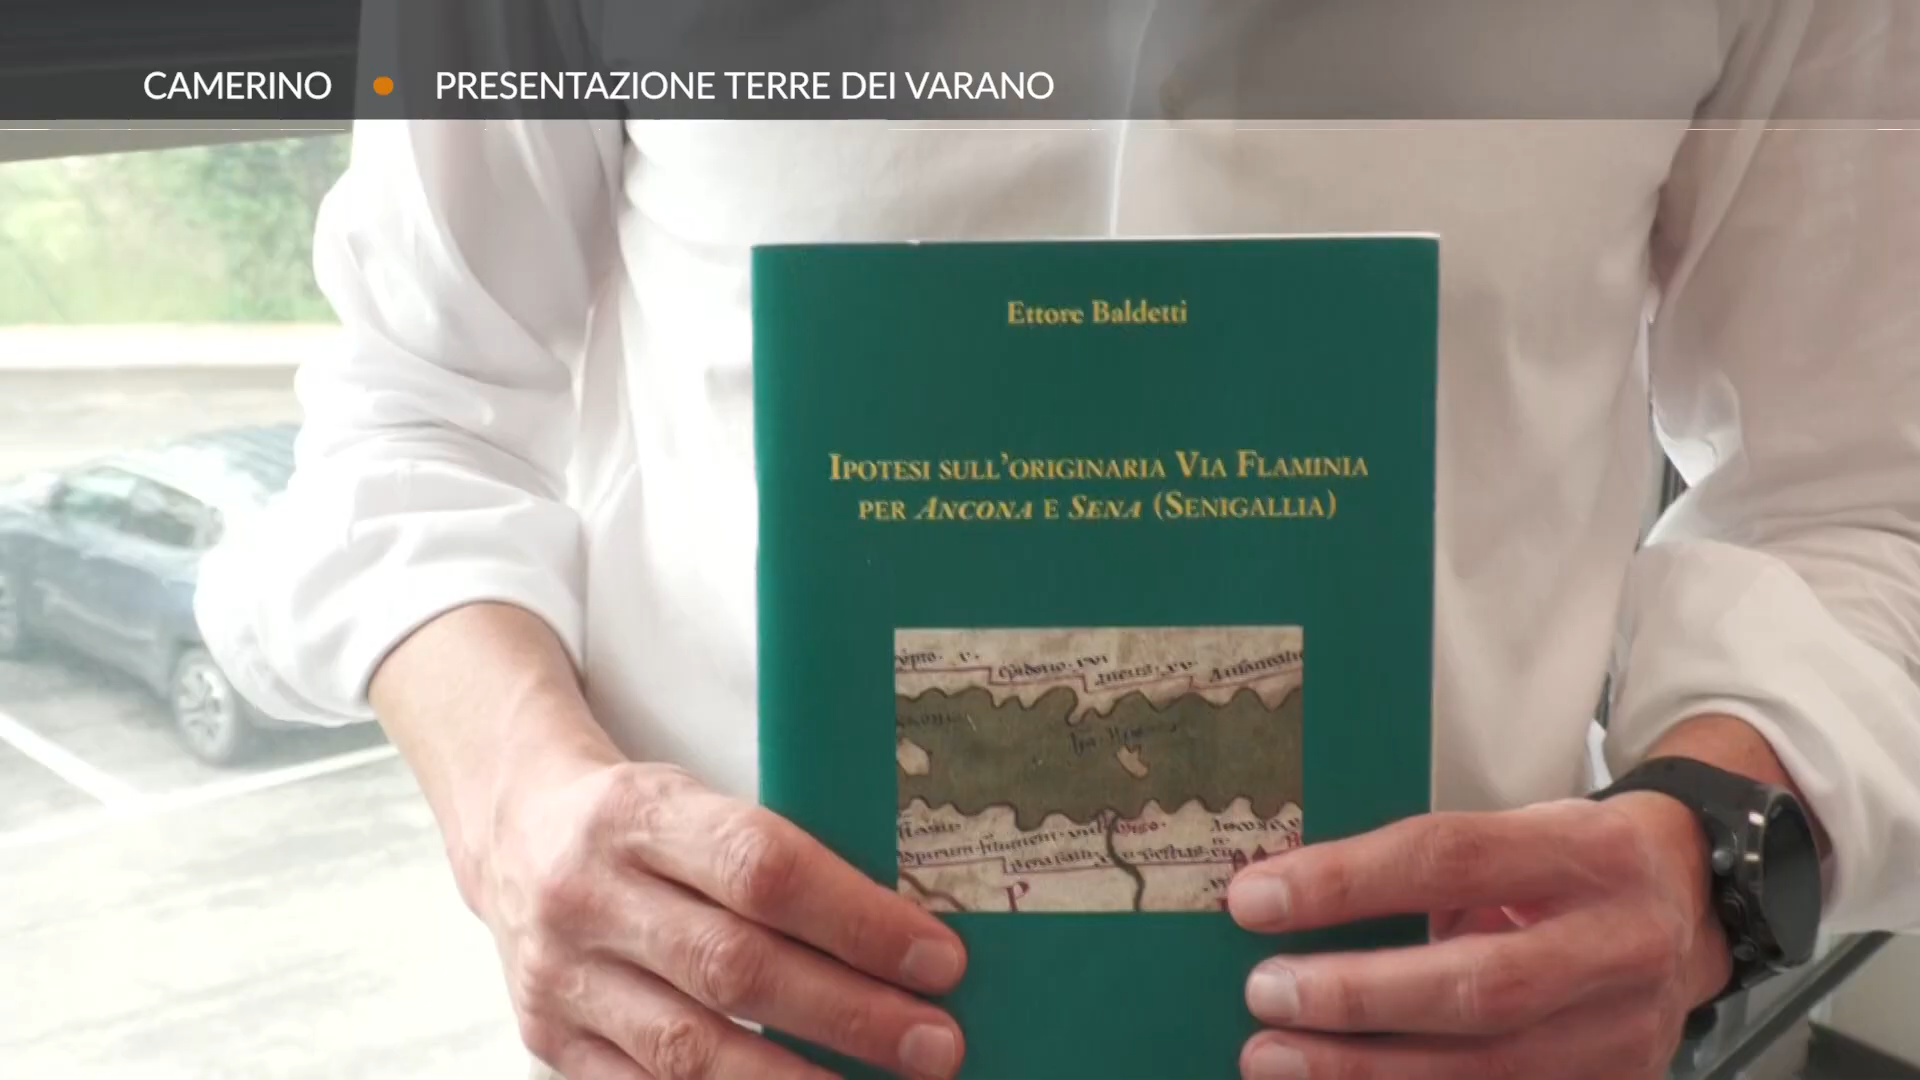 CAMERINO • PRESENTAZIONE TERRE DEI VARANO
Ettore Baldetti
IPOTESI SULL'ORIGINARIA VIA FLAMINIA
PER ANCONA E SENA (SENIGALLIA)